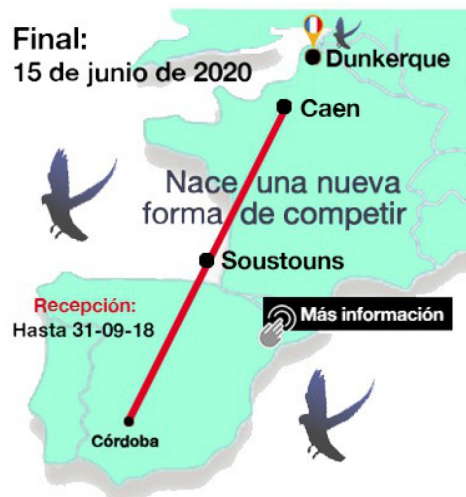 Final:
15 de junio de 2020
Dunkerque
Caen
Nace una nueva
forma de competir
Soustouns
Recepción:
Hasta 31-09-18
Más información
Córdoba